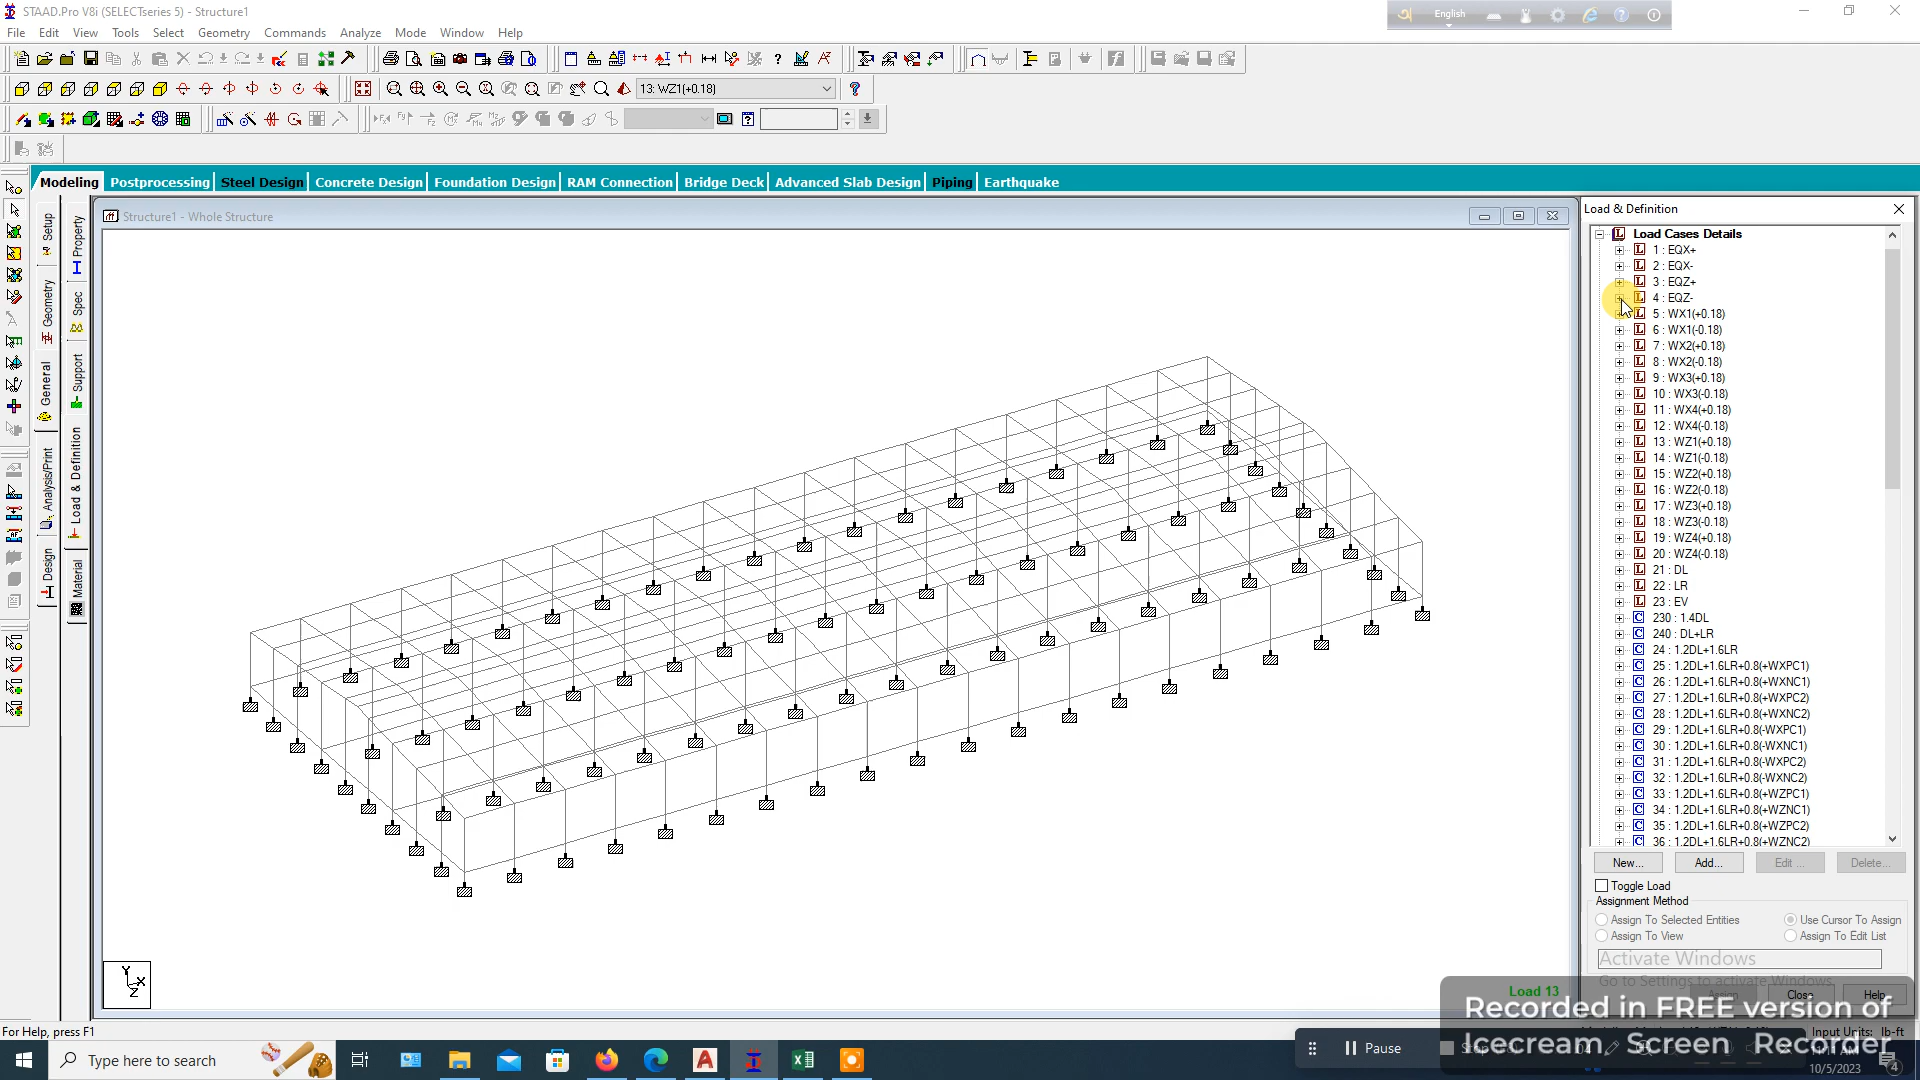 STAAD.Pro V8i (SELECTseries 5) - Structure1
English
File Edit View Tools Select Geometry Commands Analyze Mode Window Help
13: WZ1(+0.18)
Modeling Postprocessing Steel Design Concrete Design Foundation Design RAM Connection Bridge Deck Advanced Slab Design Piping Earthquake
Setup
Geometry
General
Analysis/Print
Design
Property
Spec
Support
Load & Definition
Material
Structure1 - Whole Structure
Y
X
Z
Load 13
Load & Definition
Load Cases Details
1 : EQX+
2 : EQX-
3 : EQZ+
4 : EQZ-
5 : WX1(+0.18)
6 : WX1(-0.18)
7 : WX2(+0.18)
8 : WX2(-0.18)
9 : WX3(+0.18)
10 : WX3(-0.18)
11 : WX4(+0.18)
12 : WX4(-0.18)
13 : WZ1(+0.18)
14 : WZ1(-0.18)
15 : WZ2(+0.18)
16 : WZ2(-0.18)
17 : WZ3(+0.18)
18 : WZ3(-0.18)
19 : WZ4(+0.18)
20 : WZ4(-0.18)
21 : DL
22 : LR
23 : EV
230 : 1.4DL
240 : DL+LR
24 : 1.2DL+1.6LR
25 : 1.2DL+1.6LR+0.8(+WXPC1)
26 : 1.2DL+1.6LR+0.8(+WXNC1)
27 : 1.2DL+1.6LR+0.8(+WXPC2)
28 : 1.2DL+1.6LR+0.8(+WXNC2)
29 : 1.2DL+1.6LR+0.8(-WXPC1)
30 : 1.2DL+1.6LR+0.8(-WXNC1)
31 : 1.2DL+1.6LR+0.8(-WXPC2)
32 : 1.2DL+1.6LR+0.8(-WXNC2)
33 : 1.2DL+1.6LR+0.8(+WZPC1)
34 : 1.2DL+1.6LR+0.8(+WZNC1)
35 : 1.2DL+1.6LR+0.8(+WZPC2)
36 : 1.2DL+1.6LR+0.8(+WZNC2)
New... Add... Edit ... Delete...
Toggle Load
Assignment Method
Assign To Selected Entities Use Cursor To Assign
Assign To View Assign To Edit List
Activate Windows
Go to Settings to activate Windows.
Assign Close Help
Recorded in FREE version of
Icecream Screen Recorder
For Help, press F1
Input Units: lb-ft
Type here to search
Pause
10/5/2023
4